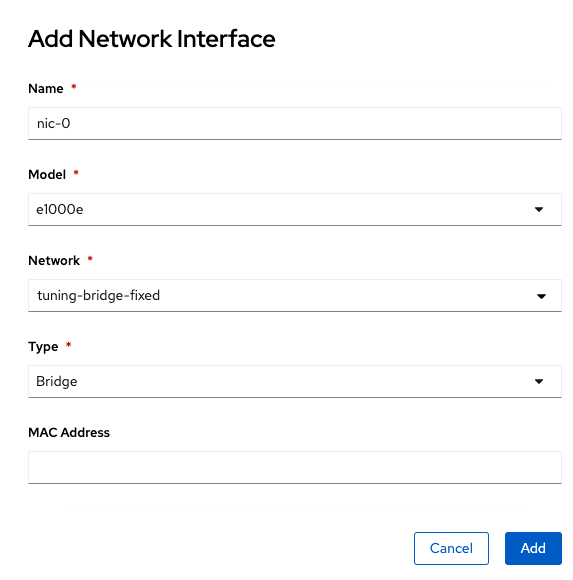 Add Network Interface
Name *
nic-0
Model *
e1000e
Network *
tuning-bridge-fixed
Type *
Bridge
MAC Address
Cancel Add